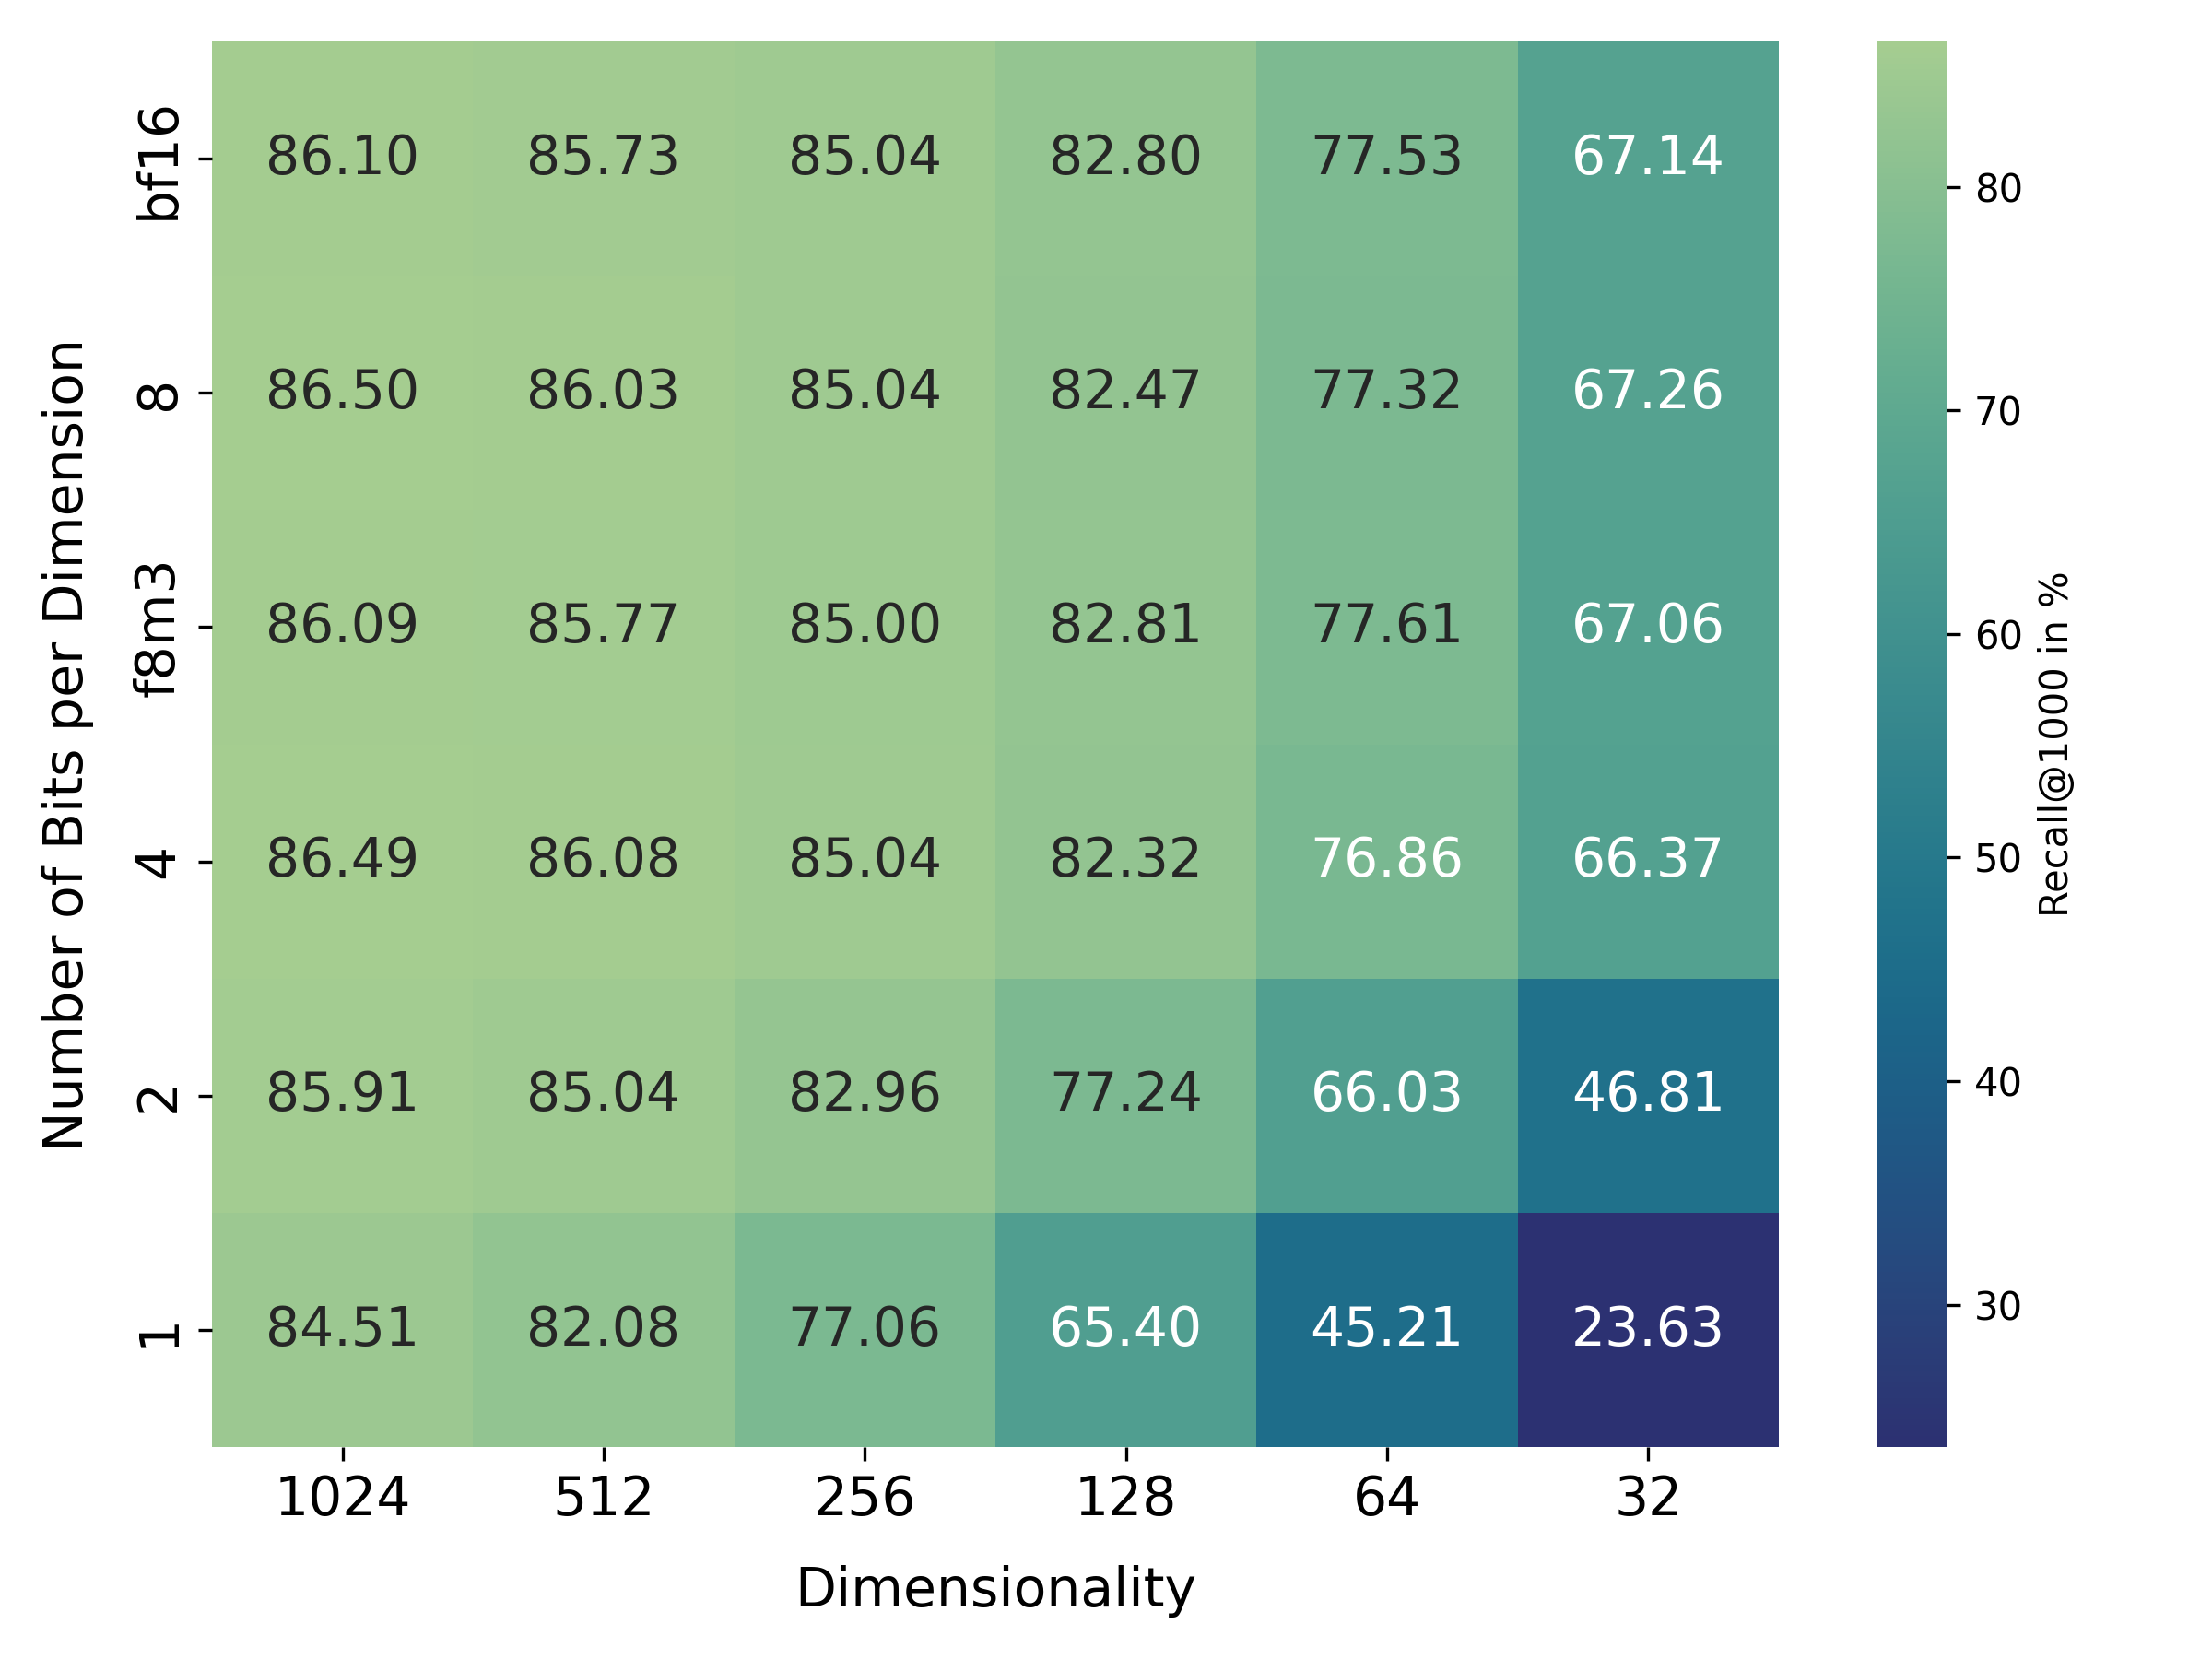 Number of Bits per Dimension
bf16 86.10 85.73 85.04 82.80 77.53 67.14
8 86.50 86.03 85.04 82.47 77.32 67.26
f8m3 86.09 85.77 85.00 82.81 77.61 67.06
4 86.49 86.08 85.04 82.32 76.86 66.37
2 85.91 85.04 82.96 77.24 66.03 46.81
1 84.51 82.08 77.06 65.40 45.21 23.63
1024 512 256 128 64 32
Dimensionality
80
70
60
50
40
30
Recall@1000 in %